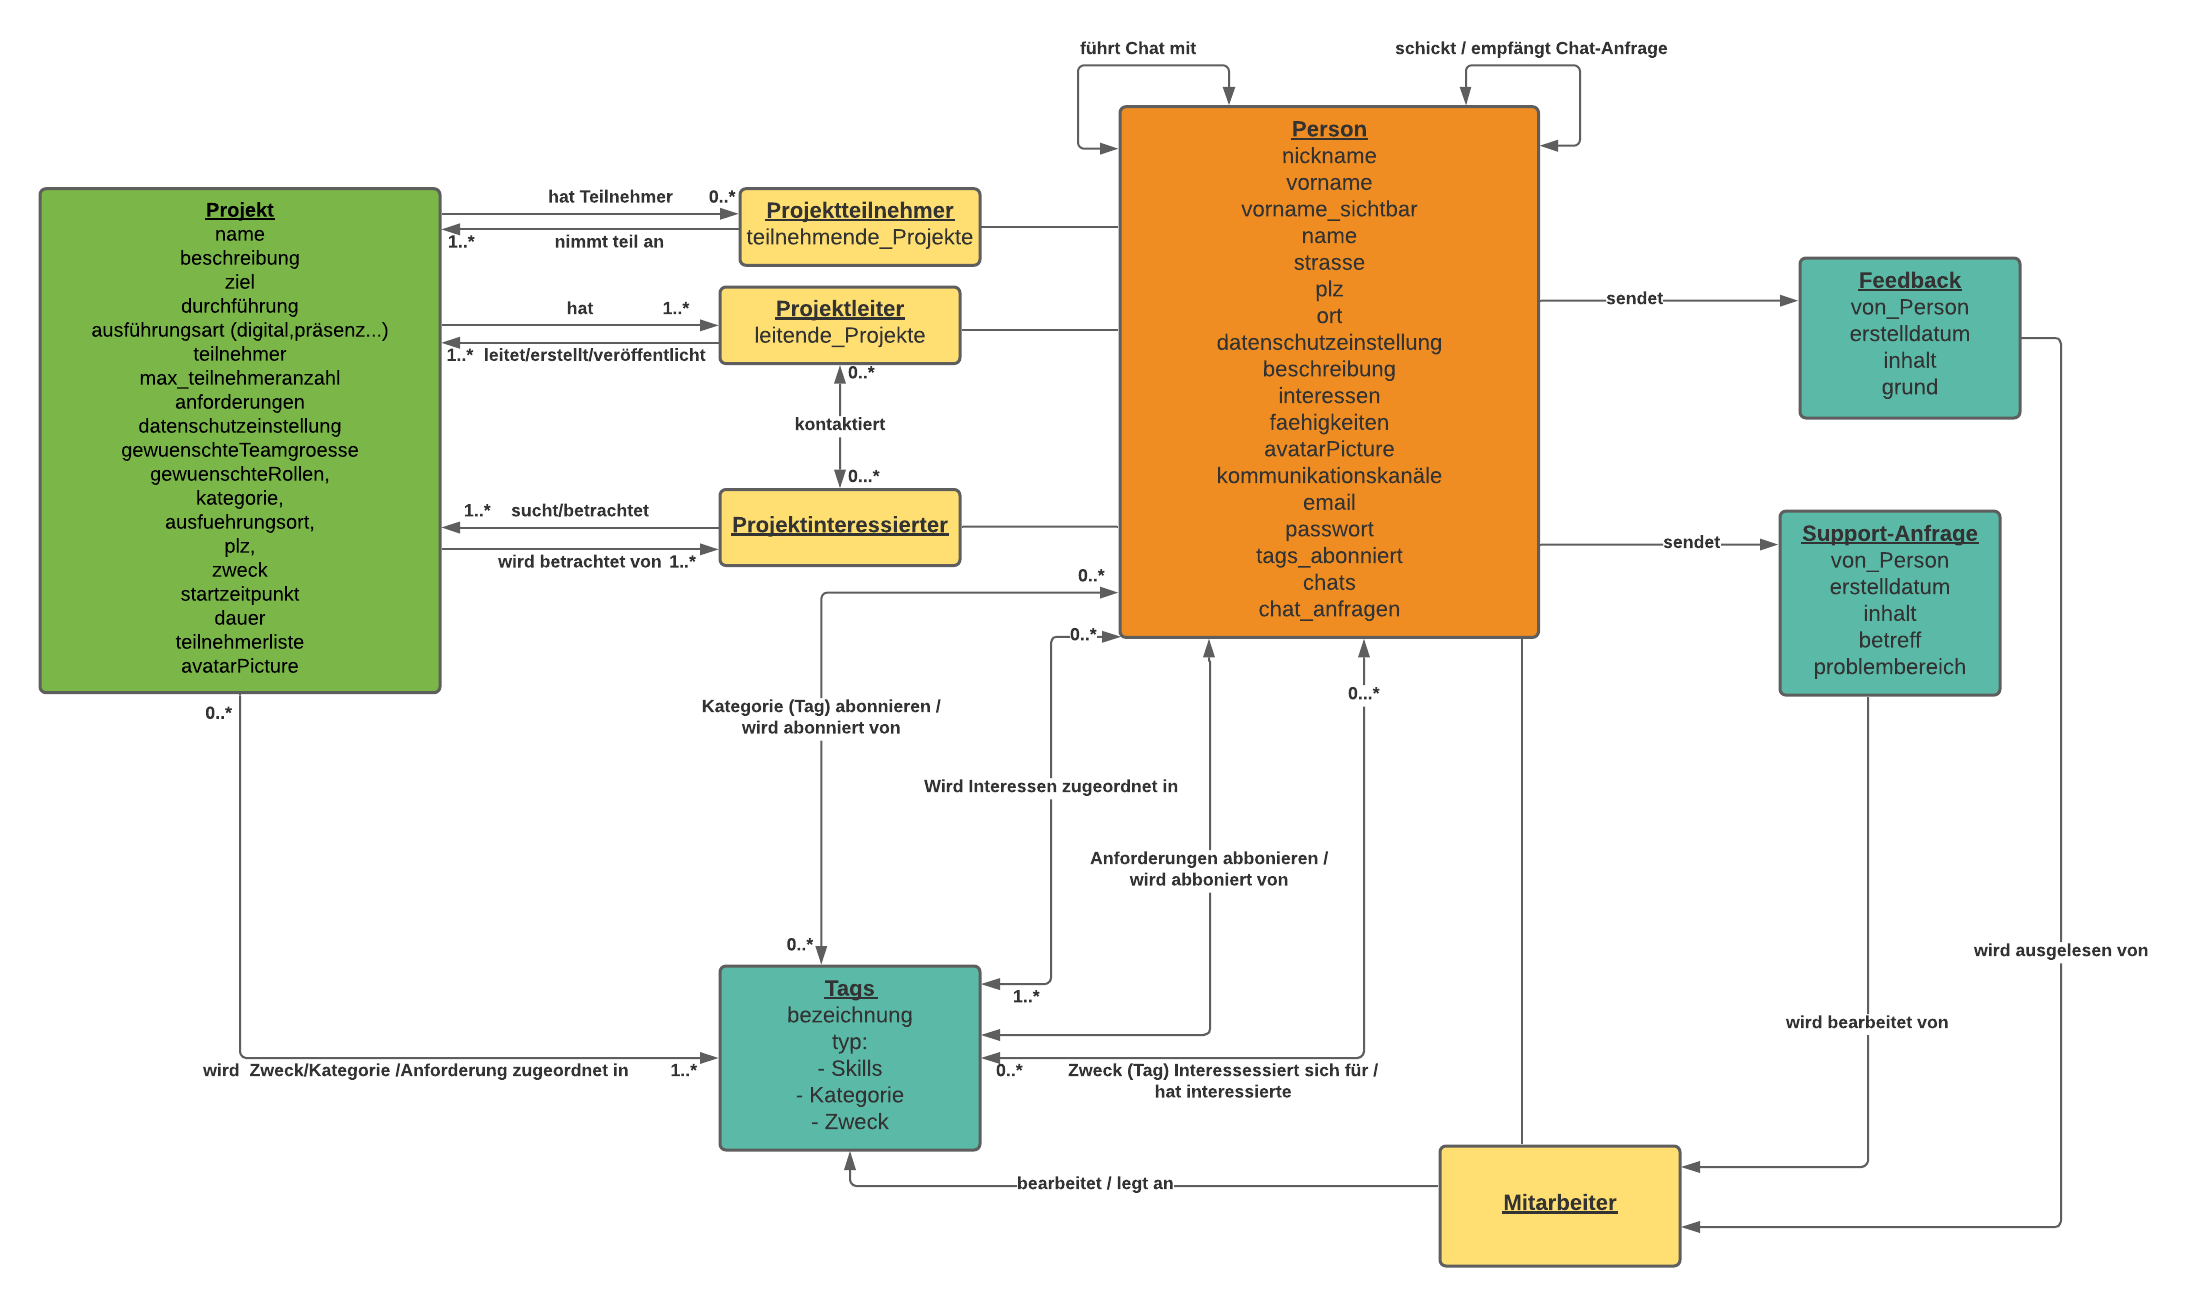 führt Chat mit
schickt / empfängt Chat-Anfrage
Projekt
name
beschreibung
ziel
durchführung
ausführungsart (digital,präsenz...)
teilnehmer
max_teilnehmeranzahl
anforderungen
datenschutzeinstellung
gewuenschteTeamgroesse
gewuenschteRollen,
kategorie,
ausfuehrungsort,
plz,
zweck
startzeitpunkt
dauer
teilnehmerliste
avatarPicture
hat Teilnehmer
0..*
1..*
nimmt teil an
Projektteilnehmer
teilnehmende_Projekte
hat
1..*
1..*
leitet/erstellt/veröffentlicht
Projektleiter
leitende_Projekte
0..*
kontaktiert
0...*
1..*
sucht/betrachtet
wird betrachtet von
1..*
Projektinteressierter
Person
nickname
vorname
vorname_sichtbar
name
strasse
plz
ort
datenschutzeinstellung
beschreibung
interessen
faehigkeiten
avatarPicture
kommunikationskanäle
email
passwort
tags_abonniert
chats
chat_anfragen
sendet
Feedback
von_Person
erstelldatum
inhalt
grund
sendet
Support-Anfrage
von_Person
erstelldatum
inhalt
betreff
problembereich
0..*
0..*
0...*
0..*
Kategorie (Tag) abonnieren /
wird abonniert von
Wird Interessen zugeordnet in
Anforderungen abbonieren /
wird abboniert von
0..*
1..*
wird ausgelesen von
wird bearbeitet von
Tags
bezeichnung
typ:
- Skills
- Kategorie
- Zweck
wird  Zweck/Kategorie /Anforderung zugeordnet in
1..*
0..*
Zweck (Tag) Interessessiert sich für /
hat interessierte
bearbeitet / legt an
Mitarbeiter